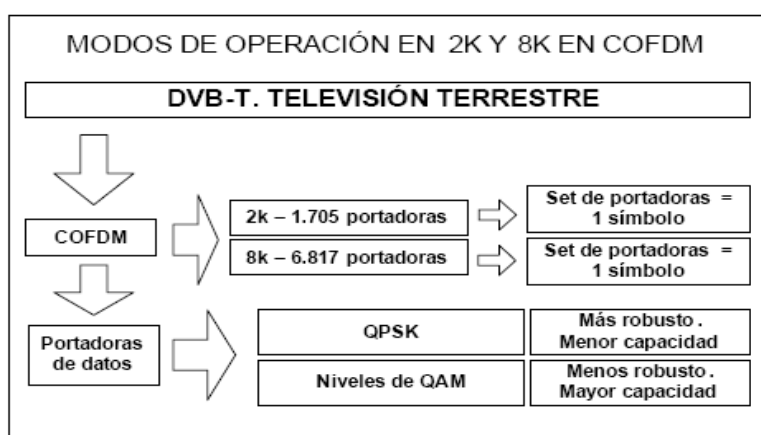 MODOS DE OPERACIÓN EN 2K Y 8K EN COFDM
DVB-T. TELEVISIÓN TERRESTRE
COFDM
2k – 1.705 portadoras
Set de portadoras =
1 símbolo
8k – 6.817 portadoras
Set de portadoras =
1 símbolo
Portadoras
de datos
QPSK
Más robusto.
Menor capacidad
Niveles de QAM
Menos robusto.
Mayor capacidad